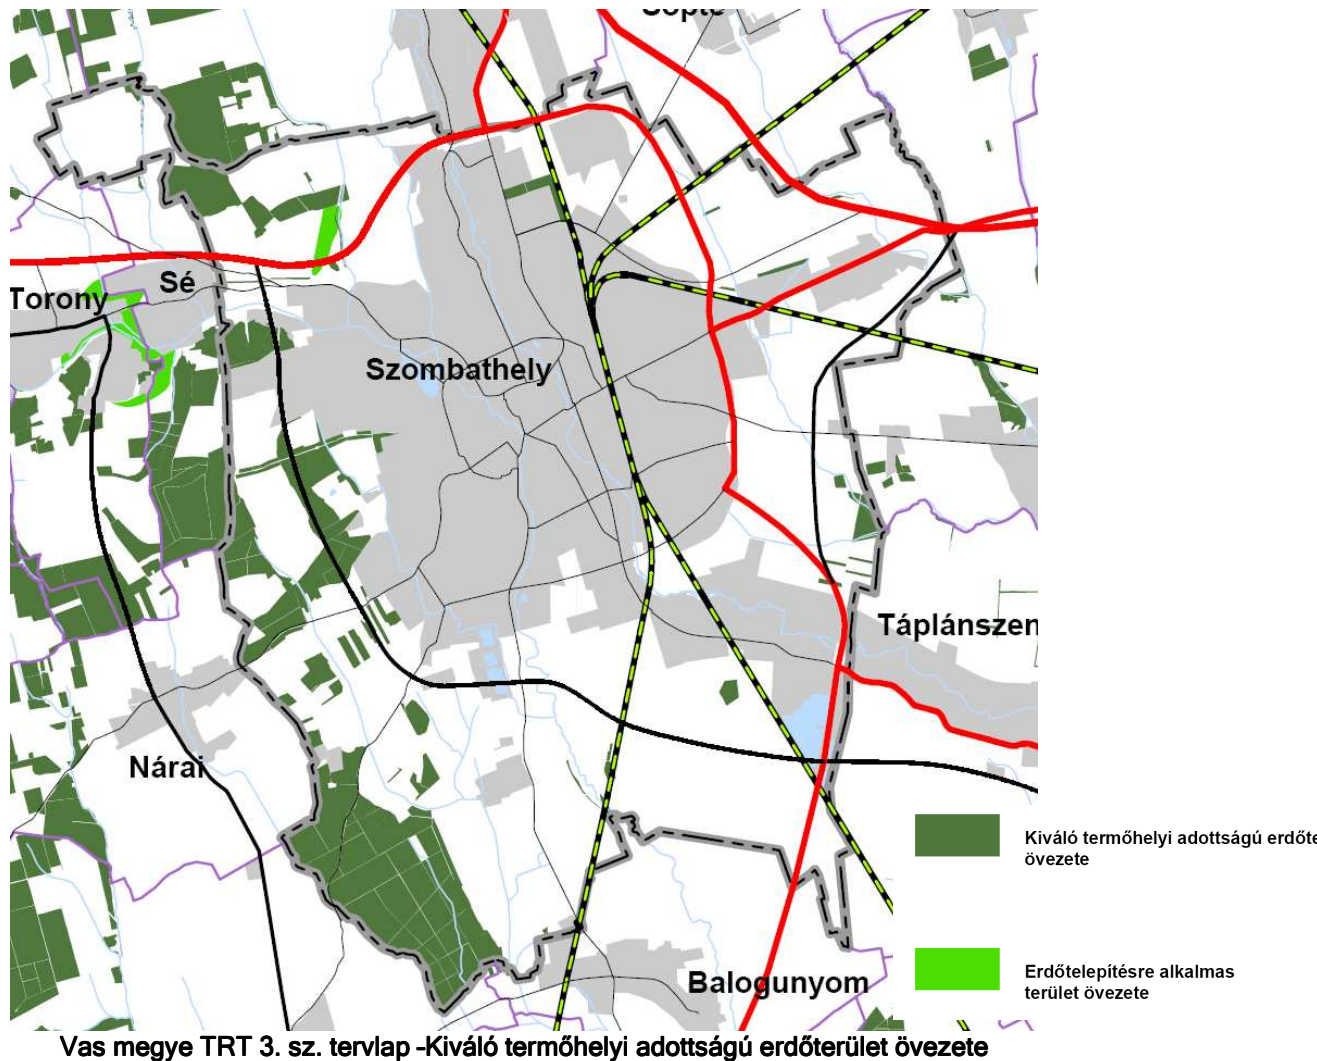 Sé
Torony
Szombathely
Táplánszen
Nárai
Kiváló termőhelyi adottságú erdőte
övezete
Balogunyom
Erdőtelepítésre alkalmas
terület övezete
Vas megye TRT 3. sz. tervlap -Kiváló termőhelyi adottságú erdőterület övezete